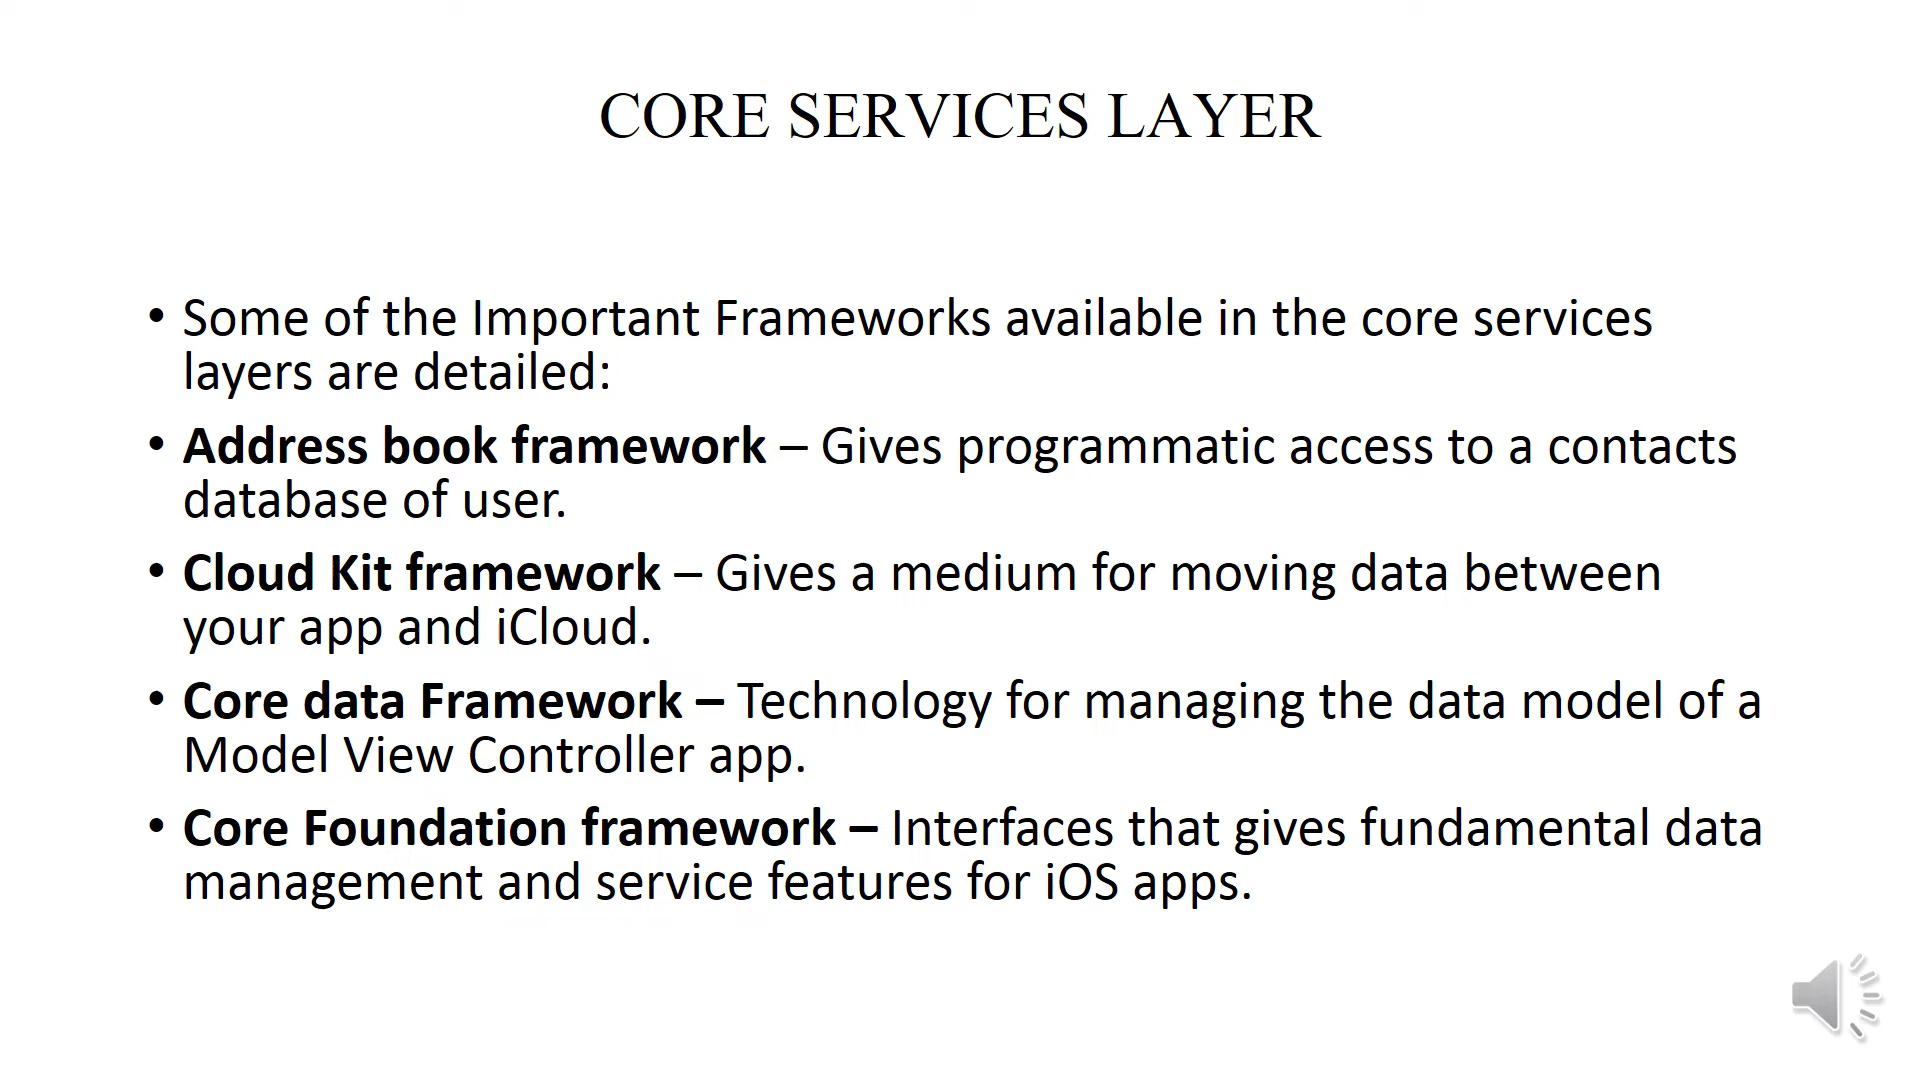 CORE SERVICES LAYER
• Some of the Important Frameworks available in the core services
layers are detailed:
• Address book framework – Gives programmatic access to a contacts
database of user.
• Cloud Kit framework – Gives a medium for moving data between
your app and iCloud.
• Core data Framework – Technology for managing the data model of a
Model View Controller app.
• Core Foundation framework – Interfaces that gives fundamental data
management and service features for iOS apps.